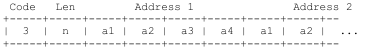 Code   Len          Address 1               Address 2
+-----+-----+-----+-----+-----+-----+-----+-----+--
|  3  |  n  |  a1 |  a2 |  a3 |  a4 |  a1 |  a2 |  ...
+-----+-----+-----+-----+-----+-----+-----+-----+--